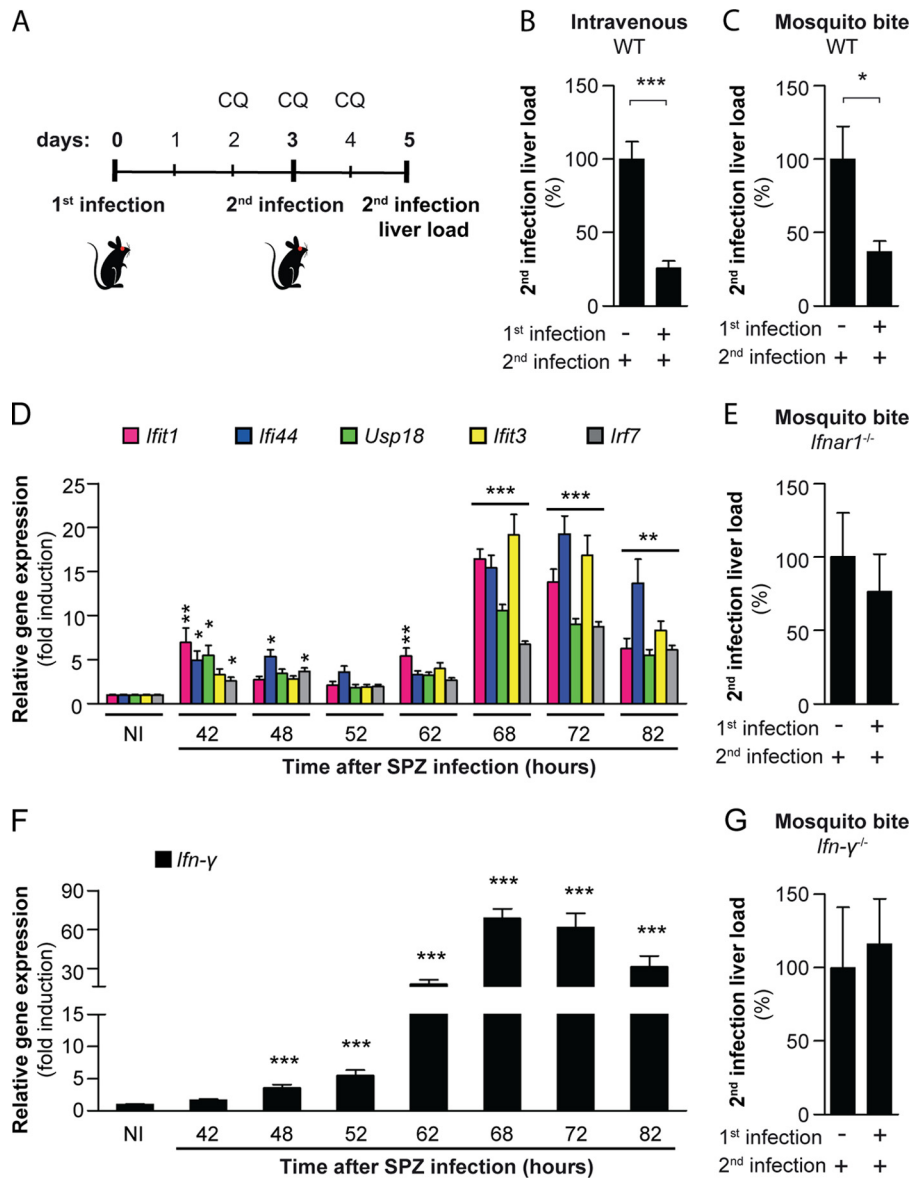 A
CQ CQ CQ
days: 0 1 2 3 4 5
1st infection 2nd infection 2nd infection
liver load
B Intravenous
WT
2nd infection liver load
(%)
150
100
50
0
***
1st infection - +
2nd infection + +
C Mosquito bite
WT
2nd infection liver load
(%)
150
100
50
0
*
1st infection - +
2nd infection + +
D
Ifit1 Ifi44 Usp18 Ifit3 Irf7
Relative gene expression
(fold induction)
25
20
15
10
5
0
** * * * * * ** *** *** **
NI 42 48 52 62 68 72 82
Time after SPZ infection (hours)
E Mosquito bite
Ifnar1-/-
2nd infection liver load
(%)
150
100
50
0
1st infection - +
2nd infection + +
F
Ifn-γ
Relative gene expression
(fold induction)
90
60
30
15
10
5
0
*** *** *** *** *** ***
NI 42 48 52 62 68 72 82
Time after SPZ infection (hours)
G Mosquito bite
Ifn-γ-/-
2nd infection liver load
(%)
150
100
50
0
1st infection - +
2nd infection + +